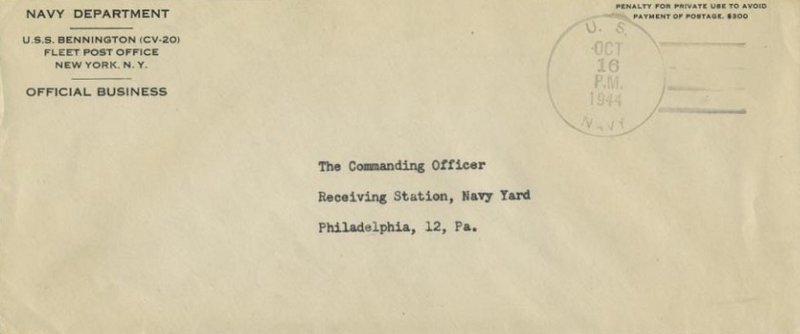 NAVY DEPARTMENT
U.S.S. BENNINGTON (CV-20)
FLEET POST OFFICE
NEW YORK, N. Y.
OFFICIAL BUSINESS
PENALTY FOR PRIVATE USE TO AVOID
PAYMENT OF POSTAGE, $300
U. S.
OCT
16
P.M.
1944
NAVY
The Commanding Officer
Receiving Station, Navy Yard
Philadelphia, 12, Pa.